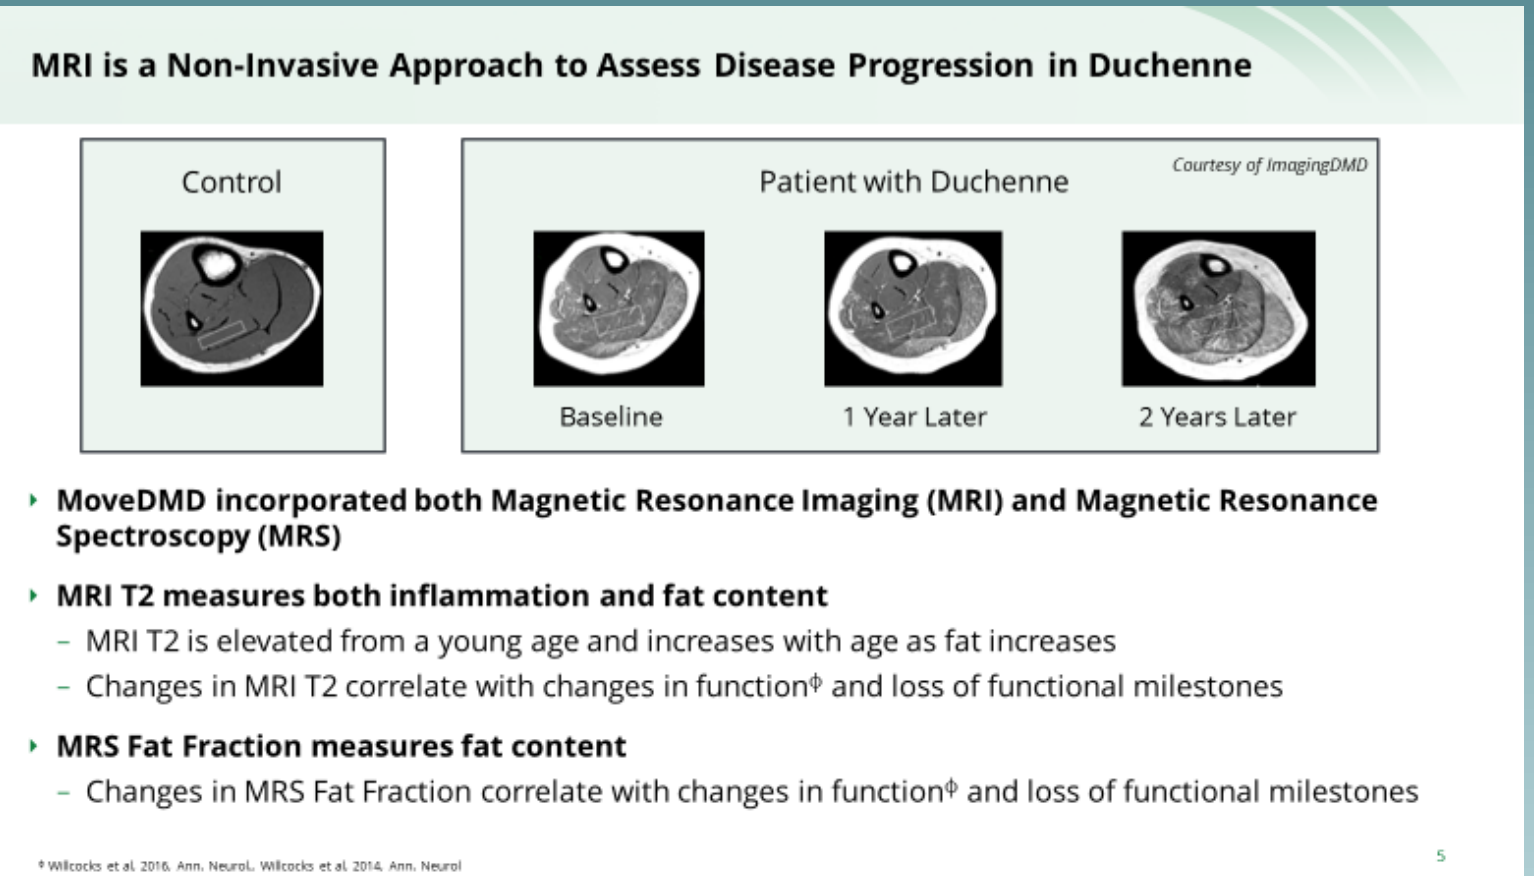 MRI is a Non-Invasive Approach to Assess Disease Progression in Duchenne
Control
Patient with Duchenne
Courtesy of ImagingDMD
Baseline
1 Year Later
2 Years Later
MoveDMD incorporated both Magnetic Resonance Imaging (MRI) and Magnetic Resonance
Spectroscopy (MRS)
MRI T2 measures both inflammation and fat content
– MRI T2 is elevated from a young age and increases with age as fat increases
– Changes in MRI T2 correlate with changes in functionᶲ and loss of functional milestones
MRS Fat Fraction measures fat content
– Changes in MRS Fat Fraction correlate with changes in functionᶲ and loss of functional milestones
ᶲ Willcocks et al. 2016, Ann. Neurol., Willcocks et al. 2014, Ann. Neurol
5